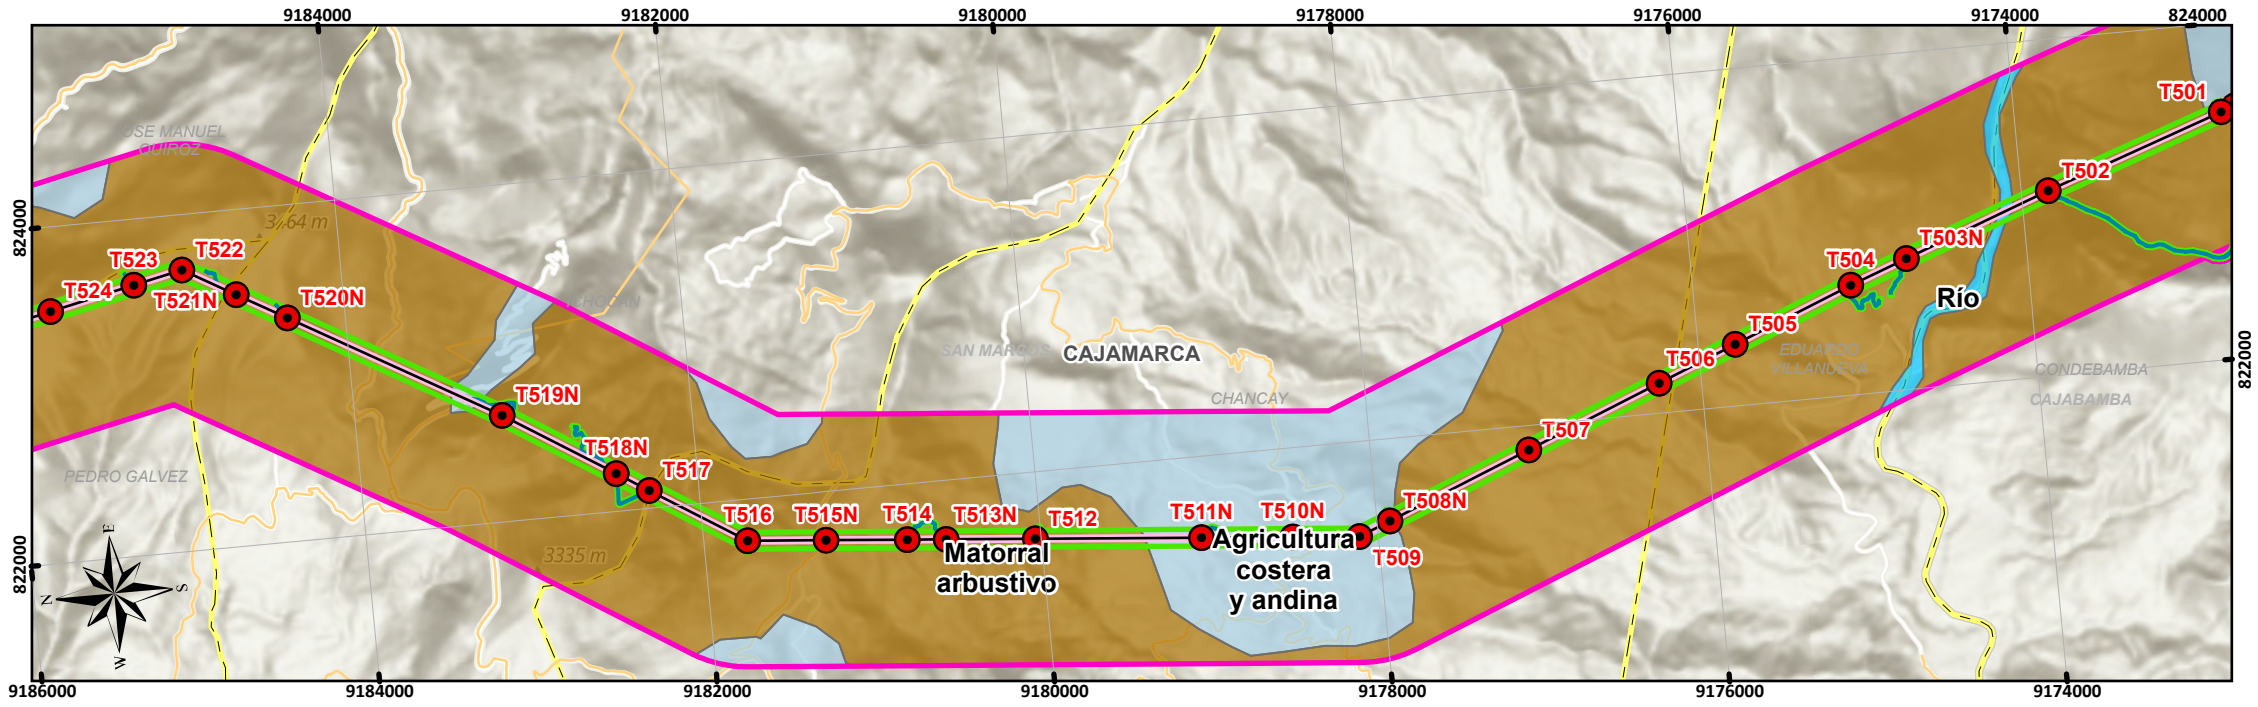 9184000
9182000
9180000
9178000
9176000
9174000
824000
T501
JOSE MANUEL
QUIROZ
T502
3464 m
824000
T503N
T522
T523
T504
T521N
T524
T520N
Río
ICHOCAN
T505
SAN MARCOS
CAJAMARCA
EDUARDO
VILLANUEVA
T506
CONDEBAMBA
822000
CHANCAY
CAJABAMBA
T519N
T507
T518N
T517
PEDRO GALVEZ
T508N
T516
T515N
T514
T513N
T512
T511N
T510N
T509
Matorral
arbustivo
Agricultura
costera
y andina
3335 m
822000
E
N
S
W
9186000
9184000
9182000
9180000
9178000
9176000
9174000